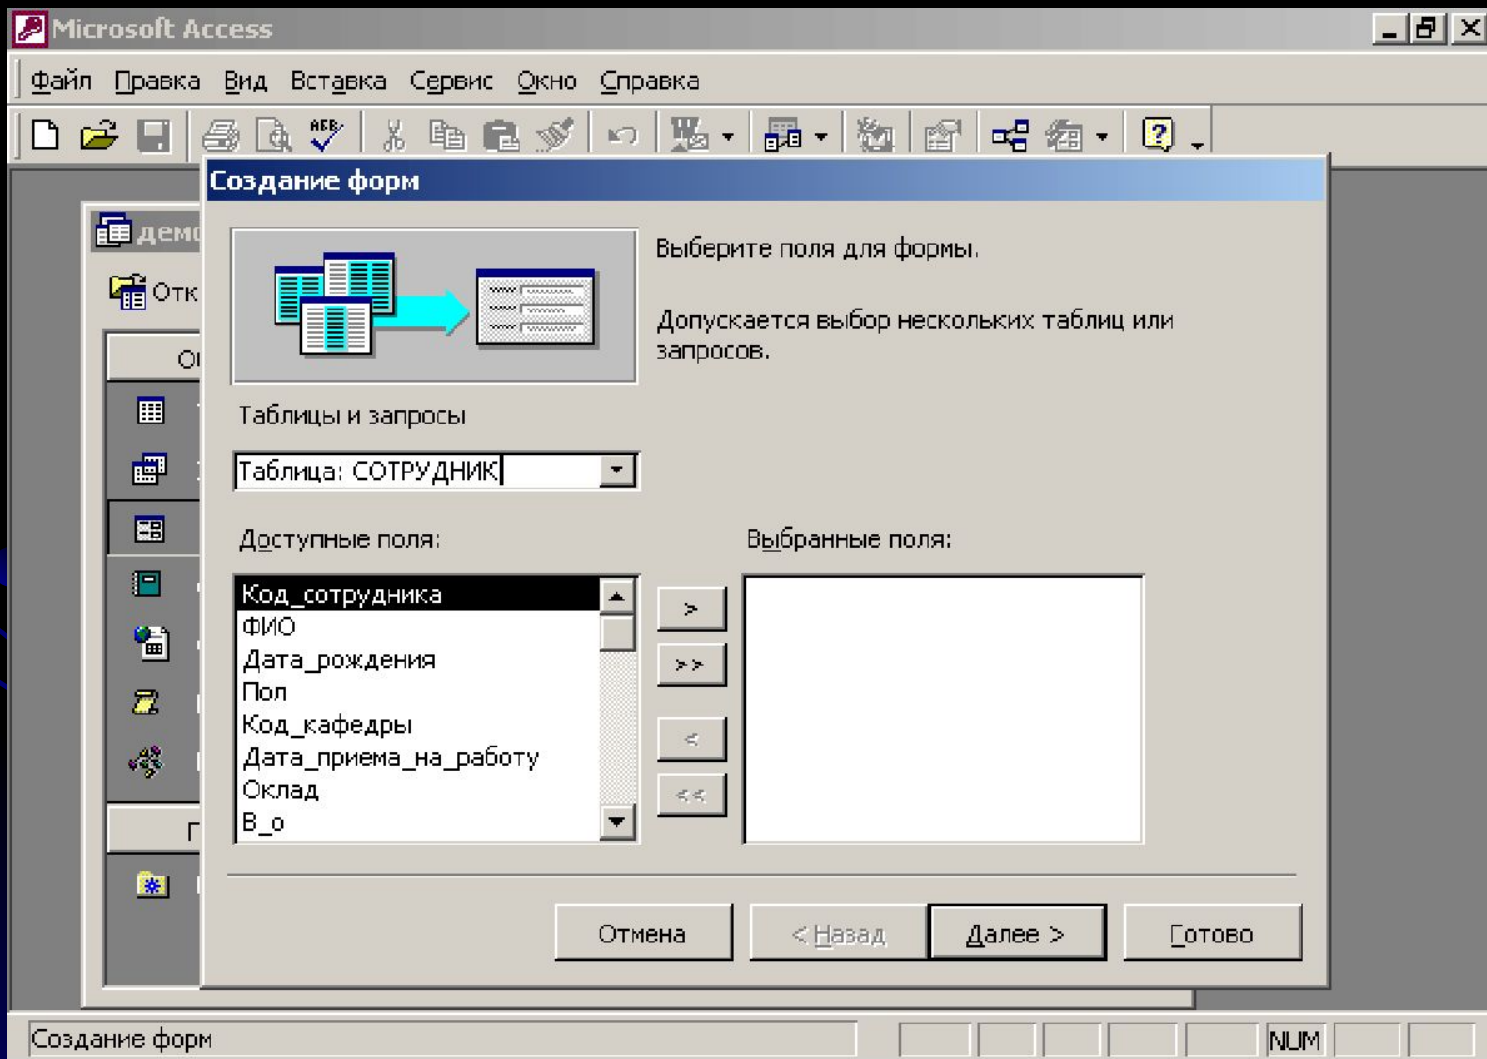 Microsoft Access
Файл Правка Вид Вставка Сервис Окно Справка
Создание форм
демо
Отк
Выберите поля для формы.
Допускается выбор нескольких таблиц или
запросов.
Таблицы и запросы
Таблица: СОТРУДНИК
Доступные поля:
Выбранные поля:
Код_сотрудника
ФИО
Дата_рождения
Пол
Код_кафедры
Дата_приема_на_работу
Оклад
В_о
>
>>
<
<<
Отмена
< Назад
Далее >
Готово
Создание форм
NUM